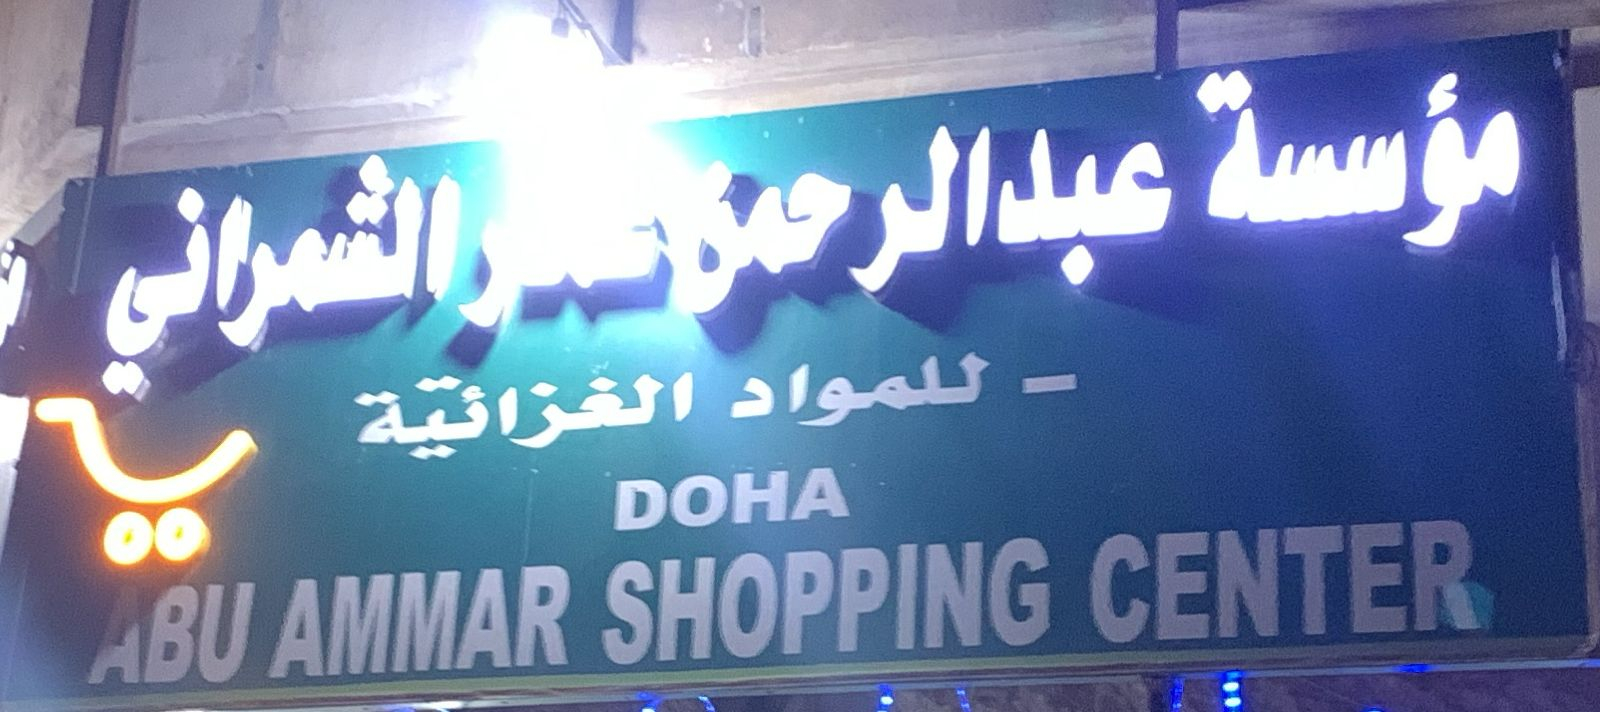 مؤسسة عبدالرحمن الشمراني
- للمواد الغزائية
DOHA
ABU AMMAR SHOPPING CENTER